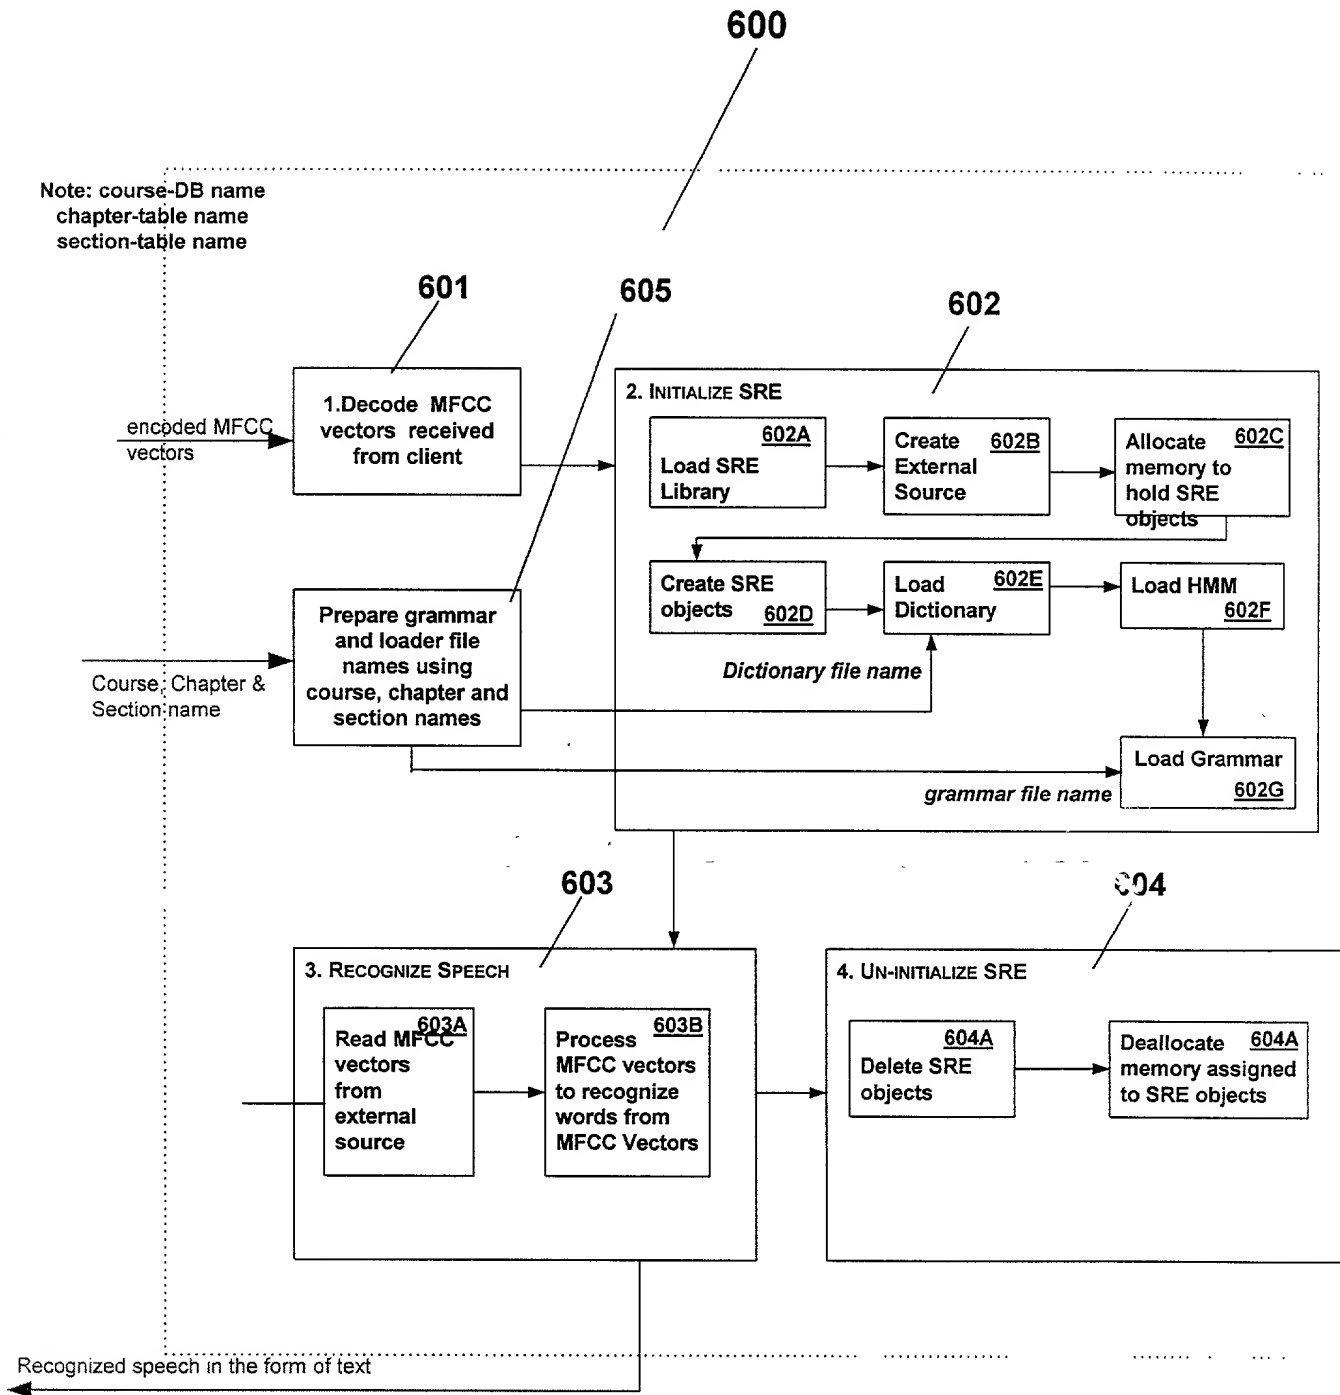 600
Note: course-DB name
chapter-table name
section-table name
601
605
602
encoded MFCC
vectors
1.Decode MFCC
vectors received
from client
2. INITIALIZE SRE
602A
Load SRE
Library
Create
External
Source
602B
Allocate
memory to
hold SRE
objects
602C
Create SRE
objects
602D
Load
Dictionary
602E
Load HMM
602F
Course, Chapter &
Section name
Prepare grammar
and loader file
names using
course, chapter and
section names
Dictionary file name
Load Grammar
602G
grammar file name
603
604
3. RECOGNIZE SPEECH
603A
Read MFCC
vectors
from
external
source
603B
Process
MFCC vectors
to recognize
words from
MFCC Vectors
4. UN-INITIALIZE SRE
604A
Delete SRE
objects
604A
Deallocate
memory assigned
to SRE objects
Recognized speech in the form of text